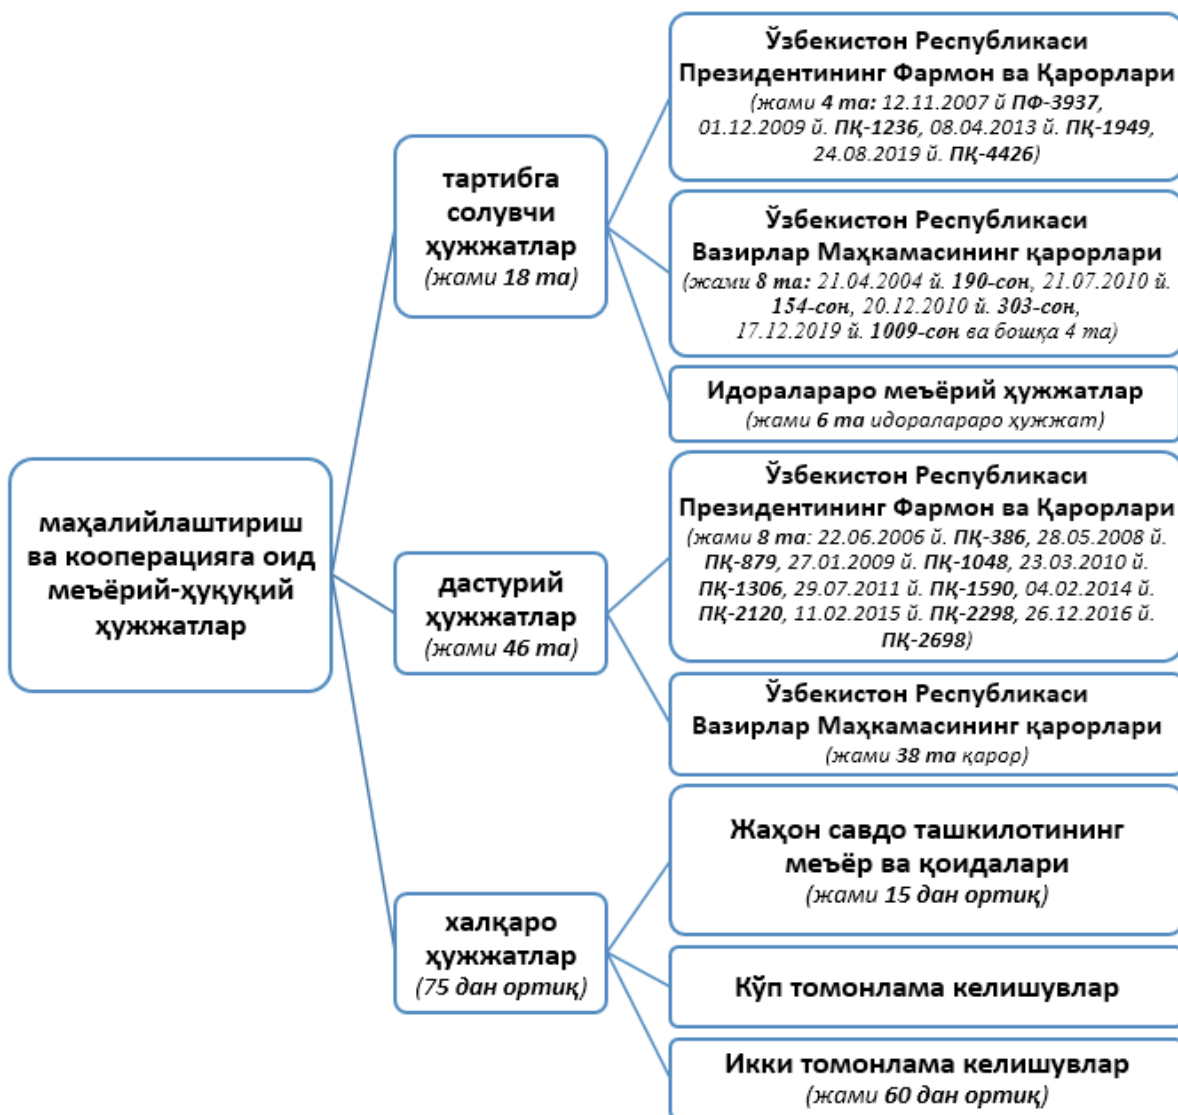 маҳалийлаштириш
ва кооперацияга оид
меъёрий-ҳуқуқий
ҳужжатлар
тартибга
солувчи
ҳужжатлар
(жами 18 та)
Ўзбекистон Республикаси
Президентининг Фармон ва Қарорлари
(жами 4 та: 12.11.2007 й ПФ-3937,
01.12.2009 й. ПҚ-1236, 08.04.2013 й. ПҚ-1949,
24.08.2019 й. ПҚ-4426)
Ўзбекистон Республикаси
Вазирлар Маҳкамасининг қарорлари
(жами 8 та: 21.04.2004 й. 190-сон, 21.07.2010 й.
154-сон, 20.12.2010 й. 303-сон,
17.12.2019 й. 1009-сон ва бошқа 4 та)
Идоралараро меъёрий ҳужжатлар
(жами 6 та идоралараро ҳужжат)
дастурий
ҳужжатлар
(жами 46 та)
Ўзбекистон Республикаси
Президентининг Фармон ва Қарорлари
(жами 8 та: 22.06.2006 й. ПҚ-386, 28.05.2008 й.
ПҚ-879, 27.01.2009 й. ПҚ-1048, 23.03.2010 й.
ПҚ-1306, 29.07.2011 й. ПҚ-1590, 04.02.2014 й.
ПҚ-2120, 11.02.2015 й. ПҚ-2298, 26.12.2016 й.
ПҚ-2698)
Ўзбекистон Республикаси
Вазирлар Маҳкамасининг қарорлари
(жами 38 та қарор)
халқаро
ҳужжатлар
(75 дан ортиқ)
Жаҳон савдо ташкилотининг
меъёр ва қоидалари
(жами 15 дан ортиқ)
Кўп томонлама келишувлар
Икки томонлама келишувлар
(жами 60 дан ортиқ)